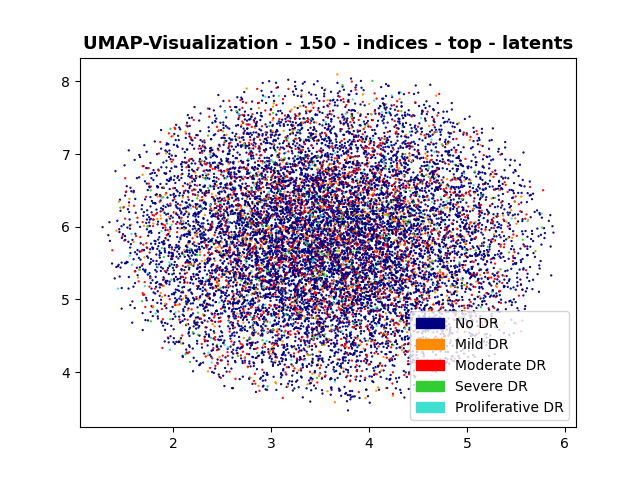 UMAP-Visualization - 150 - indices - top - latents
8
7
6
5
4
2
3
4
5
6
No DR
Mild DR
Moderate DR
Severe DR
Proliferative DR